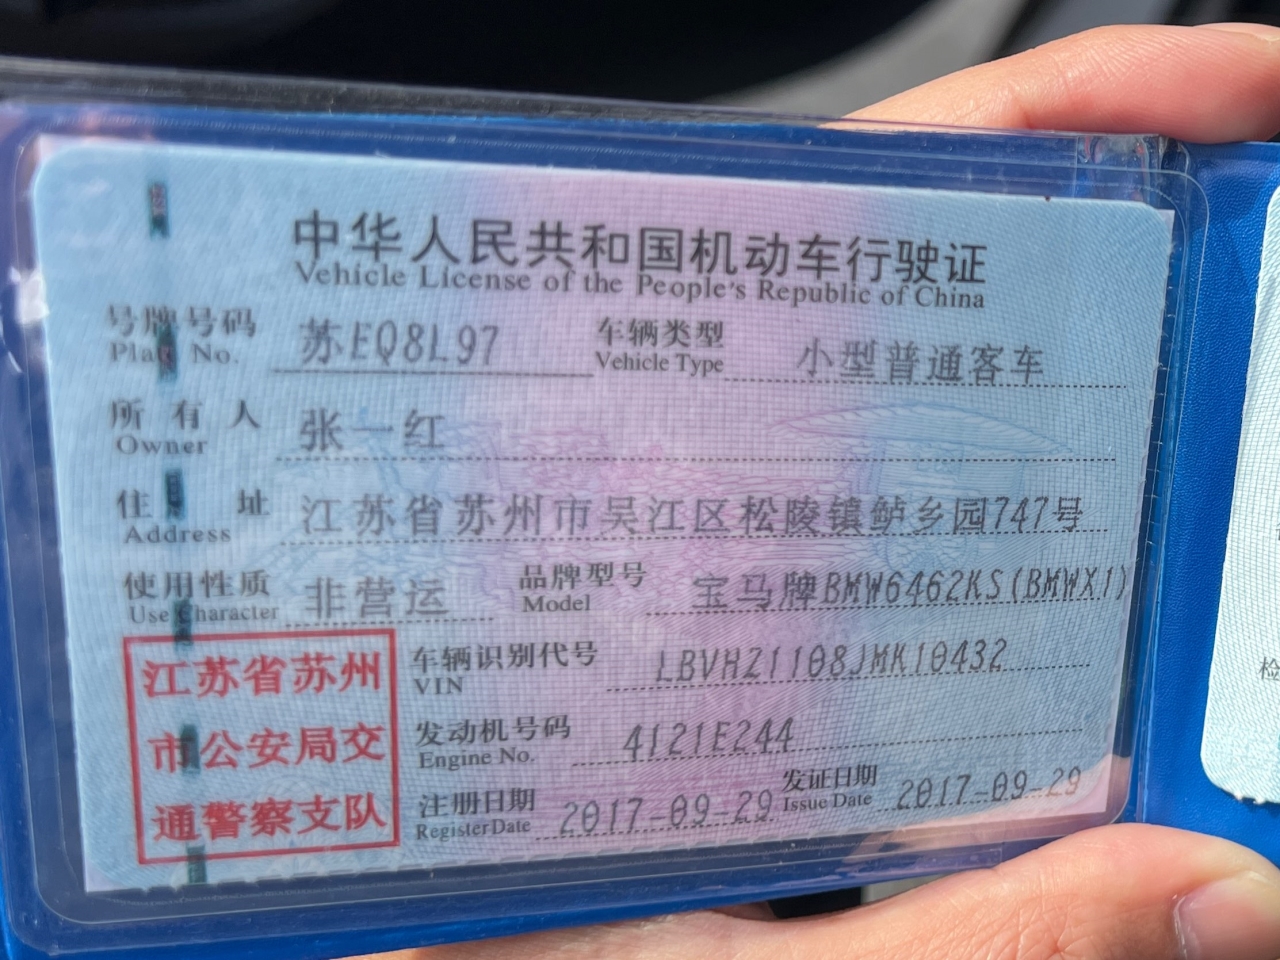 中华人民共和国机动车行驶证
Vehicle License of the People's Republic of China
号牌号码 苏EQ8L97 车辆类型 小型普通客车
Plate No. Vehicle Type
所有人 张一红
Owner
住址 江苏省苏州市吴江区松陵镇鲈乡园747号
Address
使用性质 非营运 品牌型号 宝马牌BMW6462KS(BMWX1)
Use Character Model
江苏省苏州
市公安局交
通警察支队
车辆识别代号 LBVHZ1108JMK10432
VIN
发动机号码 4121E244
Engine No.
注册日期 2017-09-29 发证日期 2017-09-29
Register Date Issue Date
检